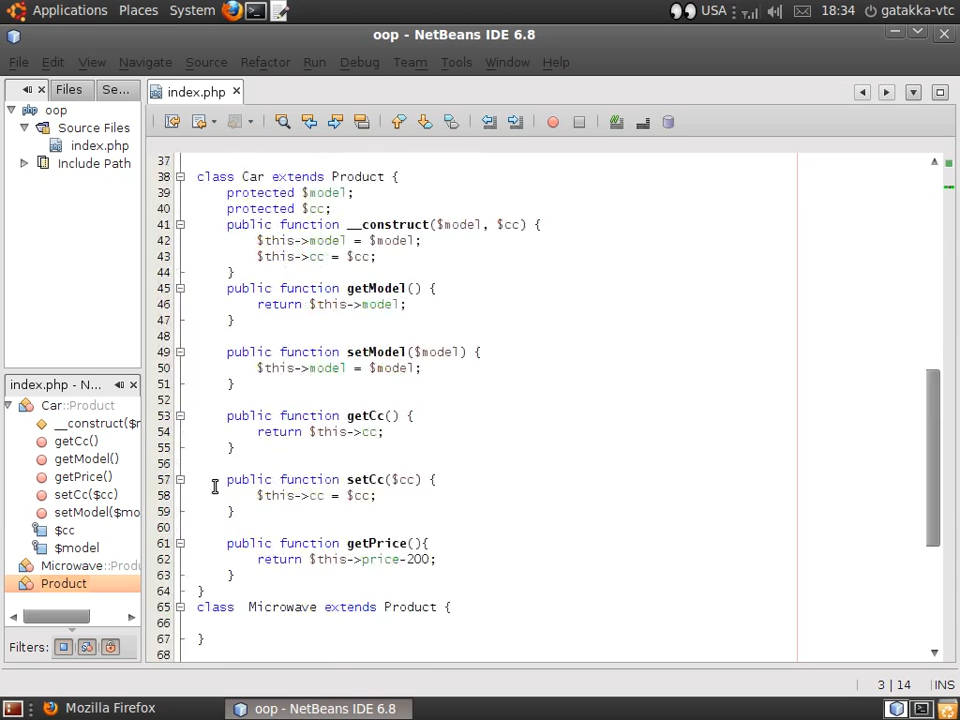 Applications Places System USA 18:34 gatakka-vtc
oop - NetBeans IDE 6.8
File Edit View Navigate Source Refactor Run Debug Team Tools Window Help
Files Se... index.php
oop
Source Files
index.php
Include Path
37
38 class Car extends Product {
39 protected $model;
40 protected $cc;
41 public function __construct($model, $cc) {
42 $this->model = $model;
43 $this->cc = $cc;
44 }
45 public function getModel() {
46 return $this->model;
47 }
48
49 public function setModel($model) {
50 $this->model = $model;
51 }
52
53 public function getCc() {
54 return $this->cc;
55 }
56
57 public function setCc($cc) {
58 $this->cc = $cc;
59 }
60
61 public function getPrice(){
62 return $this->price-200;
63 }
64 }
65 class Microwave extends Product {
66
67 }
68
index.php - N...
Car::Product
__construct($r
getCc()
getModel()
getPrice()
setCc($cc)
setModel($mo
$cc
$model
Microwave::Produ
Product
Filters:
3 | 14 INS
Mozilla Firefox oop - NetBeans IDE 6.8